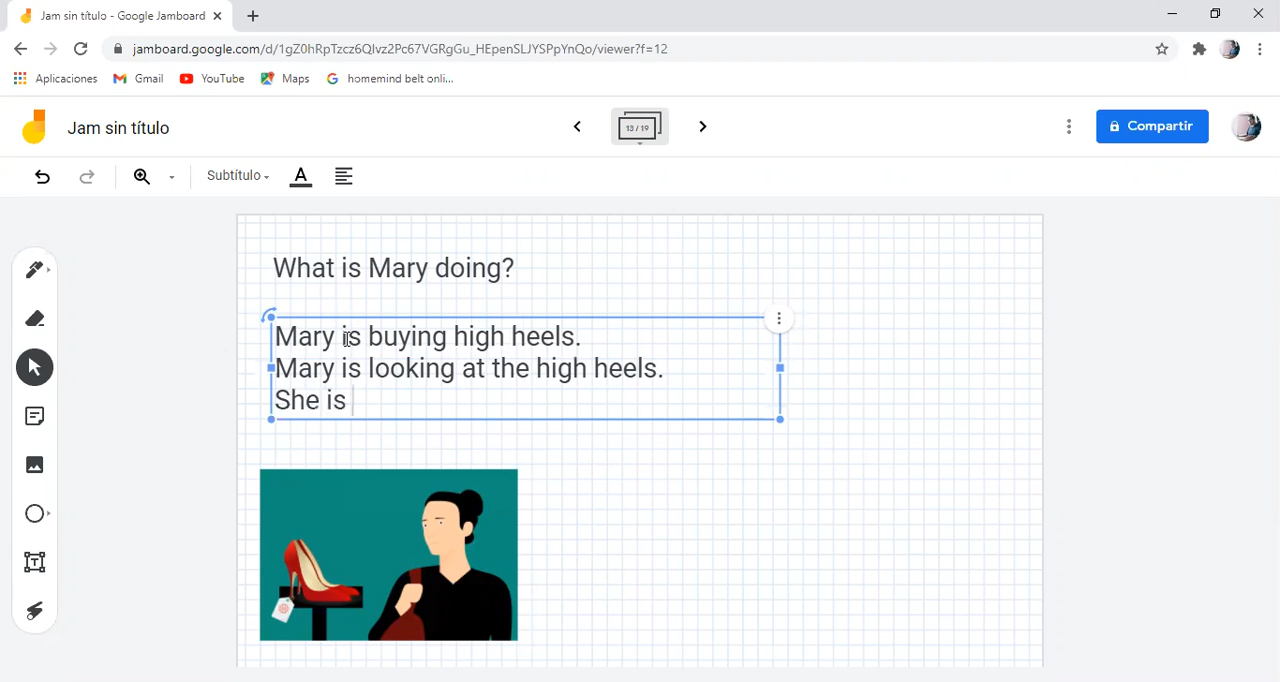 Jam sin título - Google Jamboard
jamboard.google.com/d/1gZ0hRpTzcz6Qlvz2Pc67VGRgGu_HEpenSLJYSPpYnQo/viewer?f=12
Aplicaciones Gmail YouTube Maps homemind belt onli...
Jam sin título
13 / 19
Compartir
Subtítulo
A
What is Mary doing?
Mary is buying high heels.
Mary is looking at the high heels.
She is